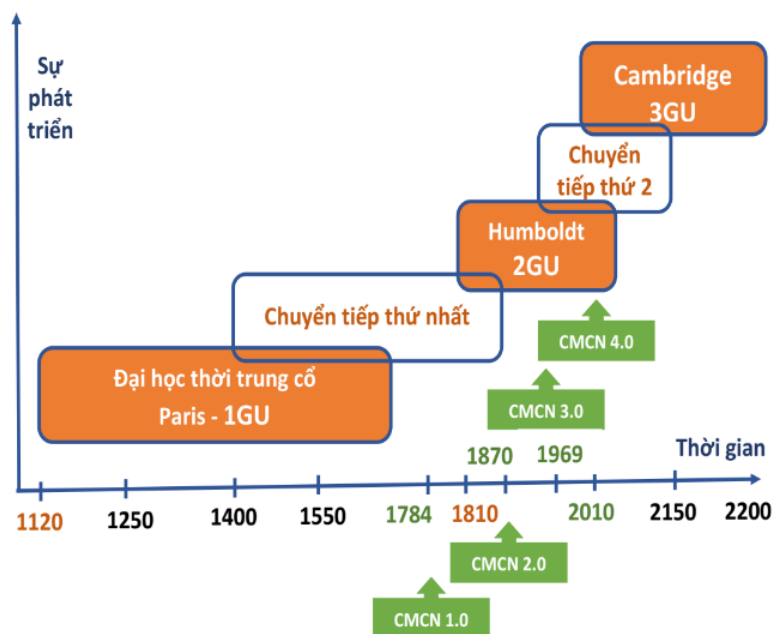 Sự
phát
triển
Cambridge
3GU
Chuyển
tiếp thứ 2
Humboldt
2GU
Chuyển tiếp thứ nhất
CMCN 4.0
Đại học thời trung cổ
Paris - 1GU
CMCN 3.0
1870 1969 Thời gian
1120 1250 1400 1550 1784 1810 2010 2150 2200
CMCN 2.0
CMCN 1.0